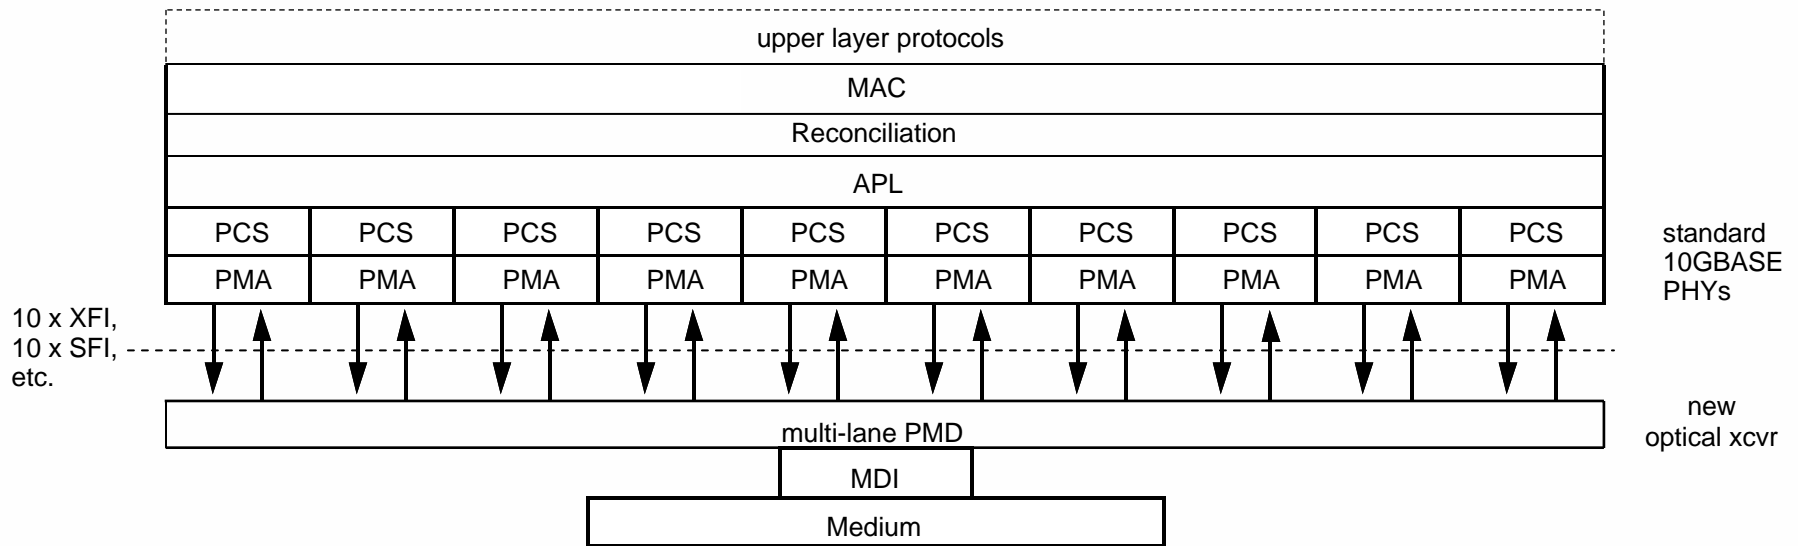 upper layer protocols
MAC
Reconciliation
APL
PCS PCS PCS PCS PCS PCS PCS PCS PCS PCS
PMA PMA PMA PMA PMA PMA PMA PMA PMA PMA
standard
10GBASE
PHYs
10 x XFI,
10 x SFI,
etc.
multi-lane PMD
new
optical xcvr
MDI
Medium